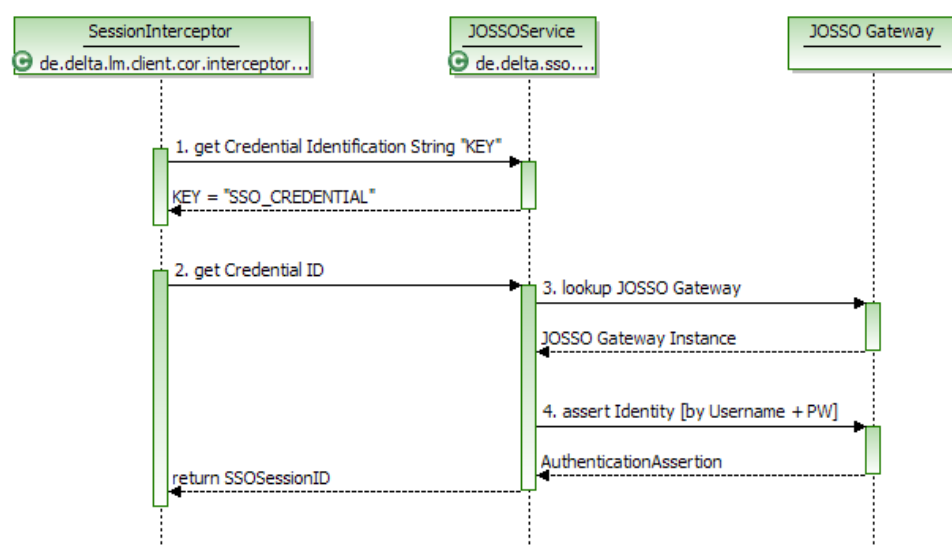 SessionInterceptor
C de.delta.lm.client.cor.interceptor...
JOSSOService
C de.delta.sso....
JOSSO Gateway
1. get Credential Identification String "KEY"
KEY = "SSO_CREDENTIAL"
2. get Credential ID
3. lookup JOSSO Gateway
JOSSO Gateway Instance
4. assert Identity [by Username + PW]
AuthenticationAssertion
return SSOSessionID